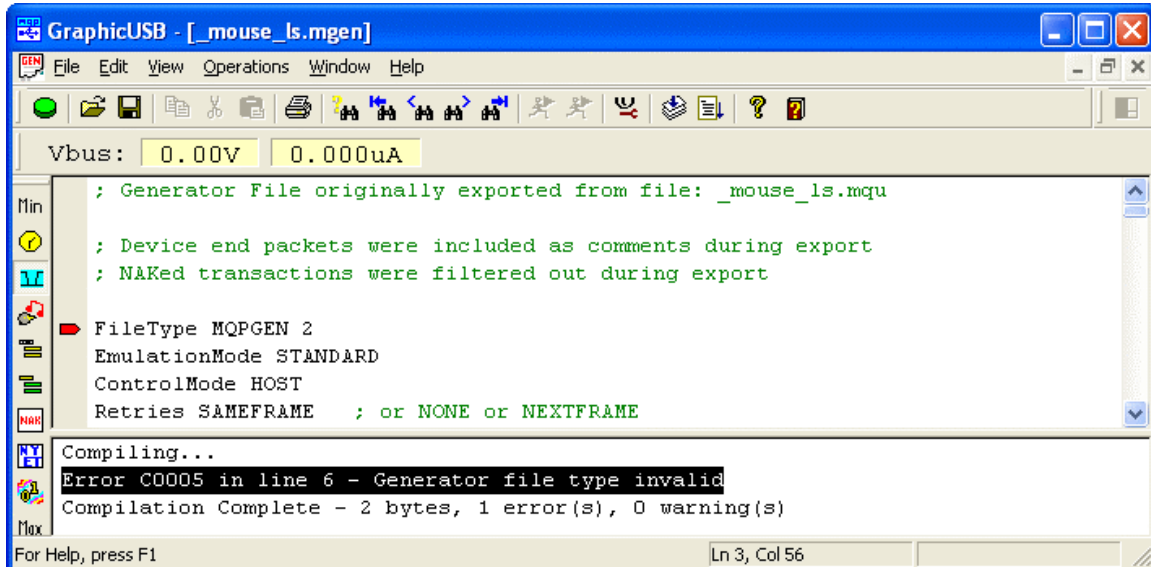 GraphicUSB - [_mouse_ls.mgen]
GEN File Edit View Operations Window Help
Vbus: 0.00V 0.000uA
Min
; Generator File originally exported from file: _mouse_ls.mqu
; Device end packets were included as comments during export
; NAKed transactions were filtered out during export
FileType MQPGEN 2
EmulationMode STANDARD
ControlMode HOST
Retries SAMEFRAME ; or NONE or NEXTFRAME
NAK
NYET
Max
Compiling...
Error C0005 in line 6 - Generator file type invalid
Compilation Complete - 2 bytes, 1 error(s), 0 warning(s)
For Help, press F1 Ln 3, Col 56